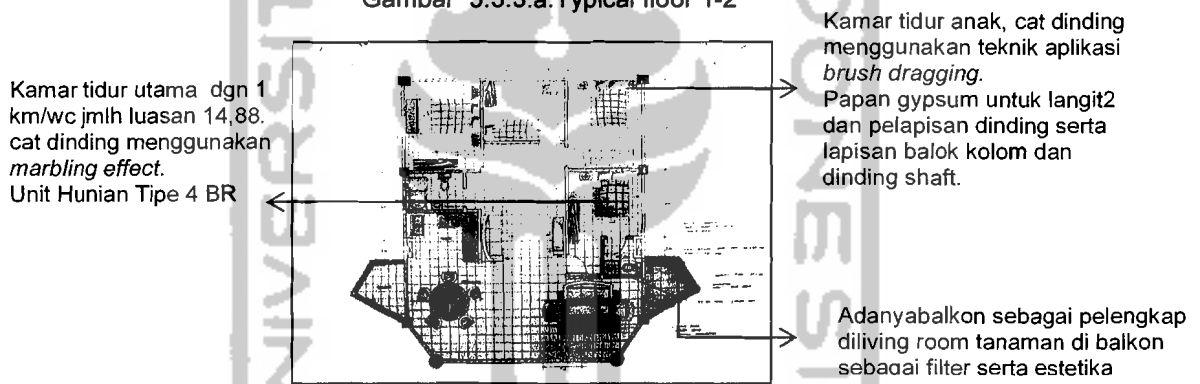 Gambar 5.5.3.a.Typical floor 1-2
Kamar tidur utama dgn 1
km/wc jmlh luasan 14,88.
cat dinding menggunakan
marbling effect.
Unit Hunian Tipe 4 BR
Kamar tidur anak, cat dinding
menggunakan teknik aplikasi
brush dragging.
Papan gypsum untuk langit2
dan pelapisan dinding serta
lapisan balok kolom dan
dinding shaft.
Adanyabalkon sebagai pelengkap
diliving room tanaman di balkon
sebagai filter serta estetika